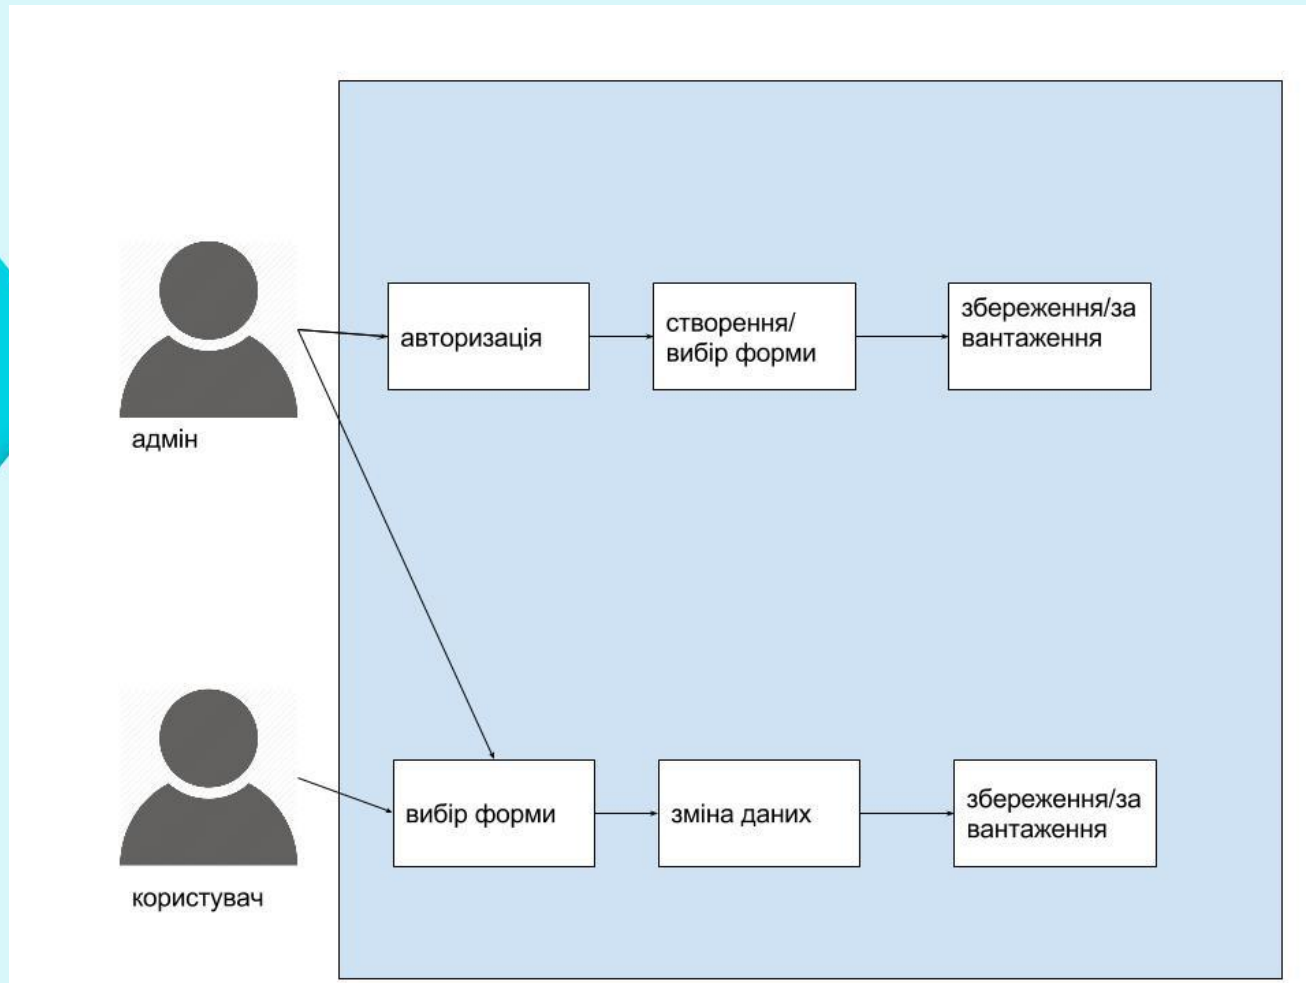 авторизація
створення/
вибір форми
збереження/за
вантаження
адмін
вибір форми
зміна даних
збереження/за
вантаження
користувач